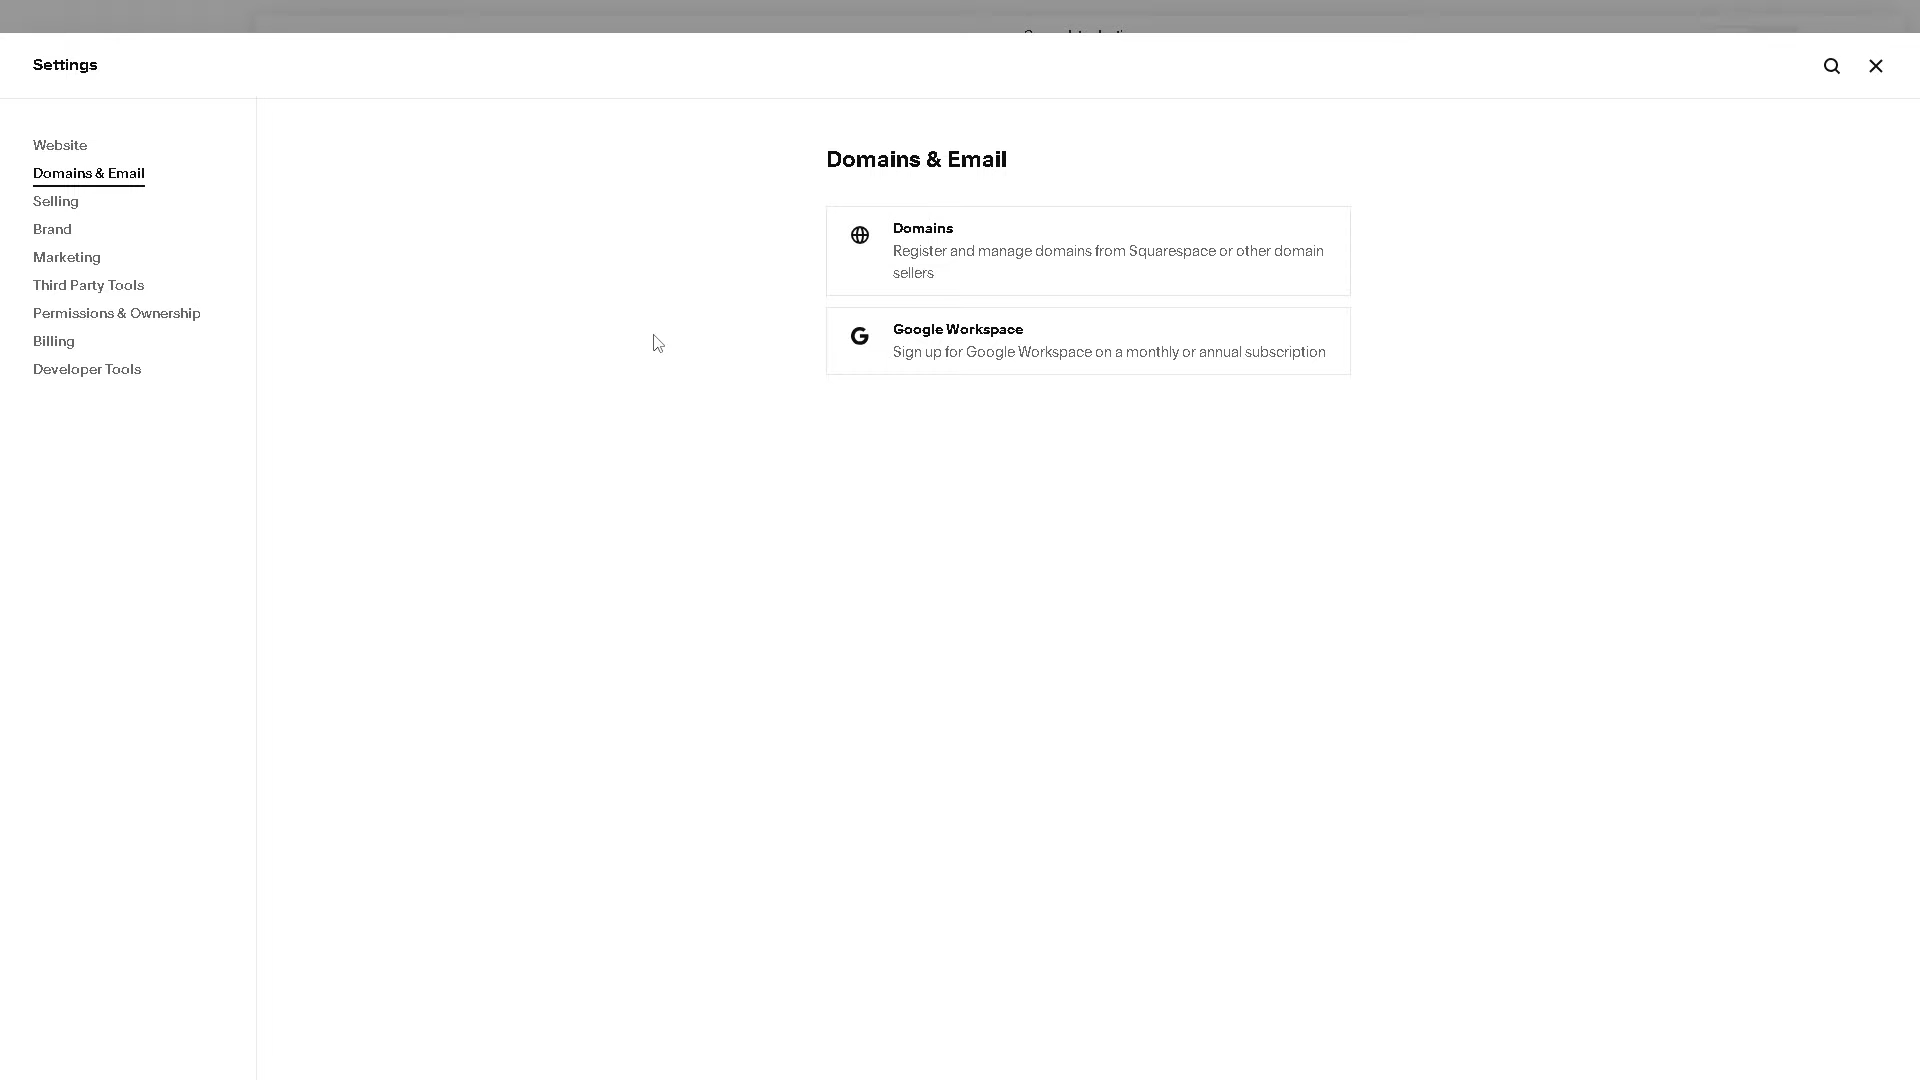 Settings
Website
Domains & Email
Selling
Brand
Marketing
Third Party Tools
Permissions & Ownership
Billing
Developer Tools
Domains & Email
Domains
Register and manage domains from Squarespace or other domain
sellers
Google Workspace
Sign up for Google Workspace on a monthly or annual subscription